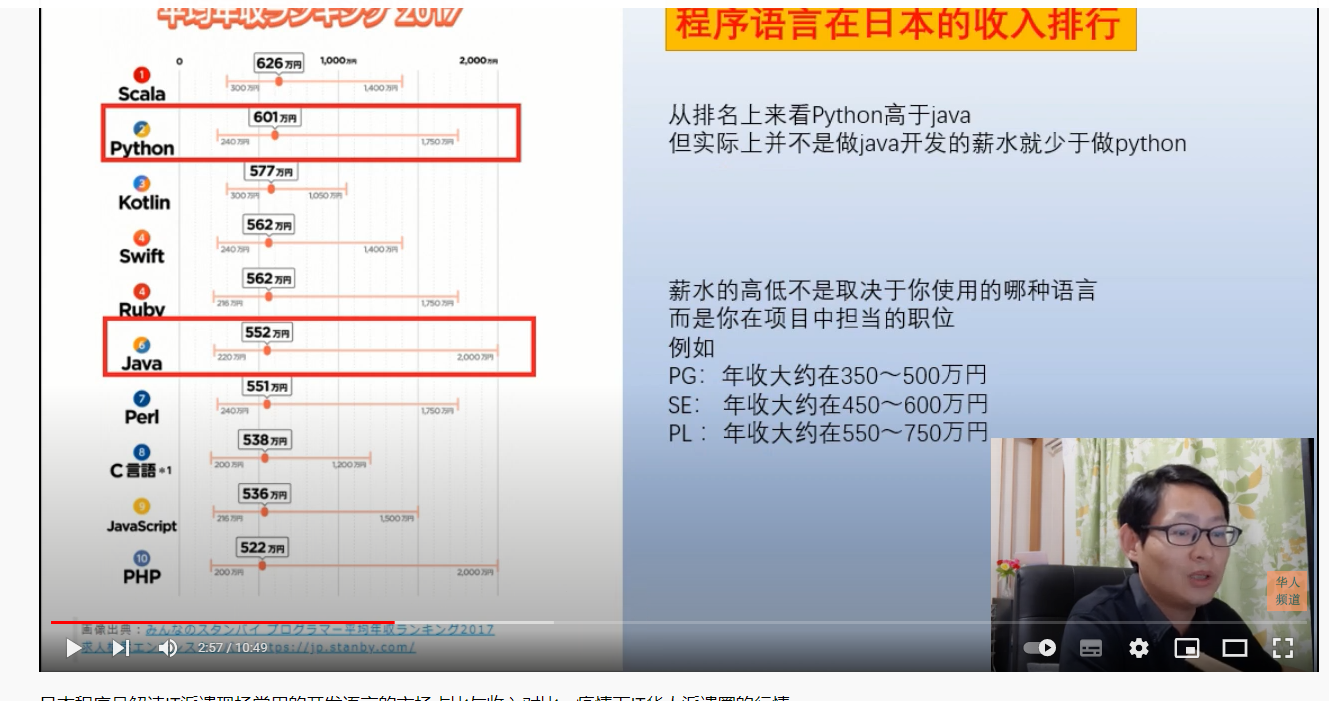 平均年収ランキング 2017
程序语言在日本的收入排行
0
626万円
1,000万円
2,000万円
1
Scala
300万円
1,400万円
2
Python
601万円
240万円
1,750万円
3
Kotlin
577万円
300万円
1,050万円
4
Swift
562万円
240万円
1,400万円
4
Ruby
562万円
216万円
1,750万円
6
Java
552万円
220万円
2,000万円
7
Perl
551万円
240万円
1,750万円
8
C言語*1
538万円
200万円
1,200万円
9
JavaScript
536万円
216万円
1,500万円
10
PHP
522万円
200万円
2,000万円
从排名上来看Python高于java
但实际上并不是做java开发的薪水就少于做python
薪水的高低不是取决于你使用的哪种语言
而是你在项目中担当的职位
例如
PG： 年收大约在350～500万円
SE： 年收大约在450～600万円
PL ： 年收大约在550～750万円
华人
频道
画像出典：みんなのスタンバイ プログラマー平均年収ランキング2017
tps://jp.stanby.com/
2:57 / 10:49